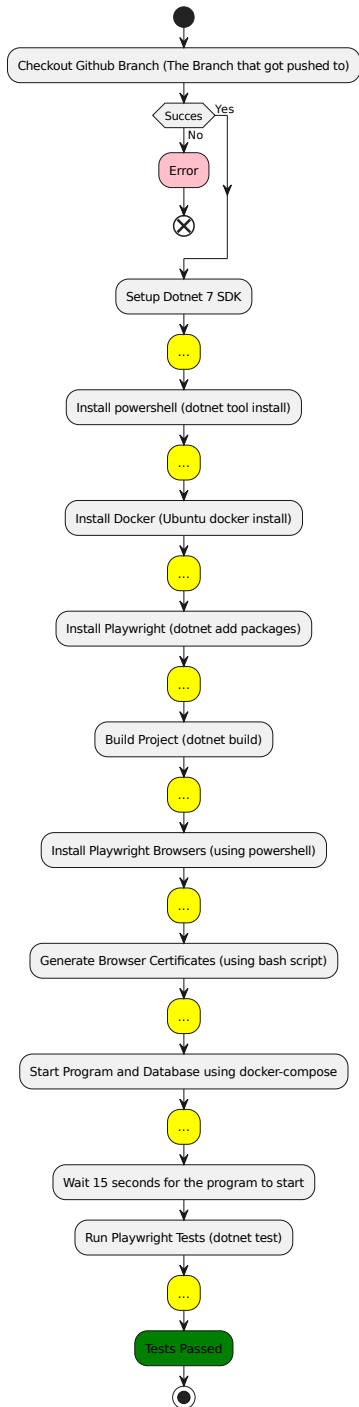 Checkout Github Branch (The Branch that got pushed to)
Succes
Yes
No
Error
Setup Dotnet 7 SDK
...
Install powershell (dotnet tool install)
...
Install Docker (Ubuntu docker install)
...
Install Playwright (dotnet add packages)
...
Build Project (dotnet build)
...
Install Playwright Browsers (using powershell)
...
Generate Browser Certificates (using bash script)
...
Start Program and Database using docker-compose
...
Wait 15 seconds for the program to start
Run Playwright Tests (dotnet test)
...
Tests Passed